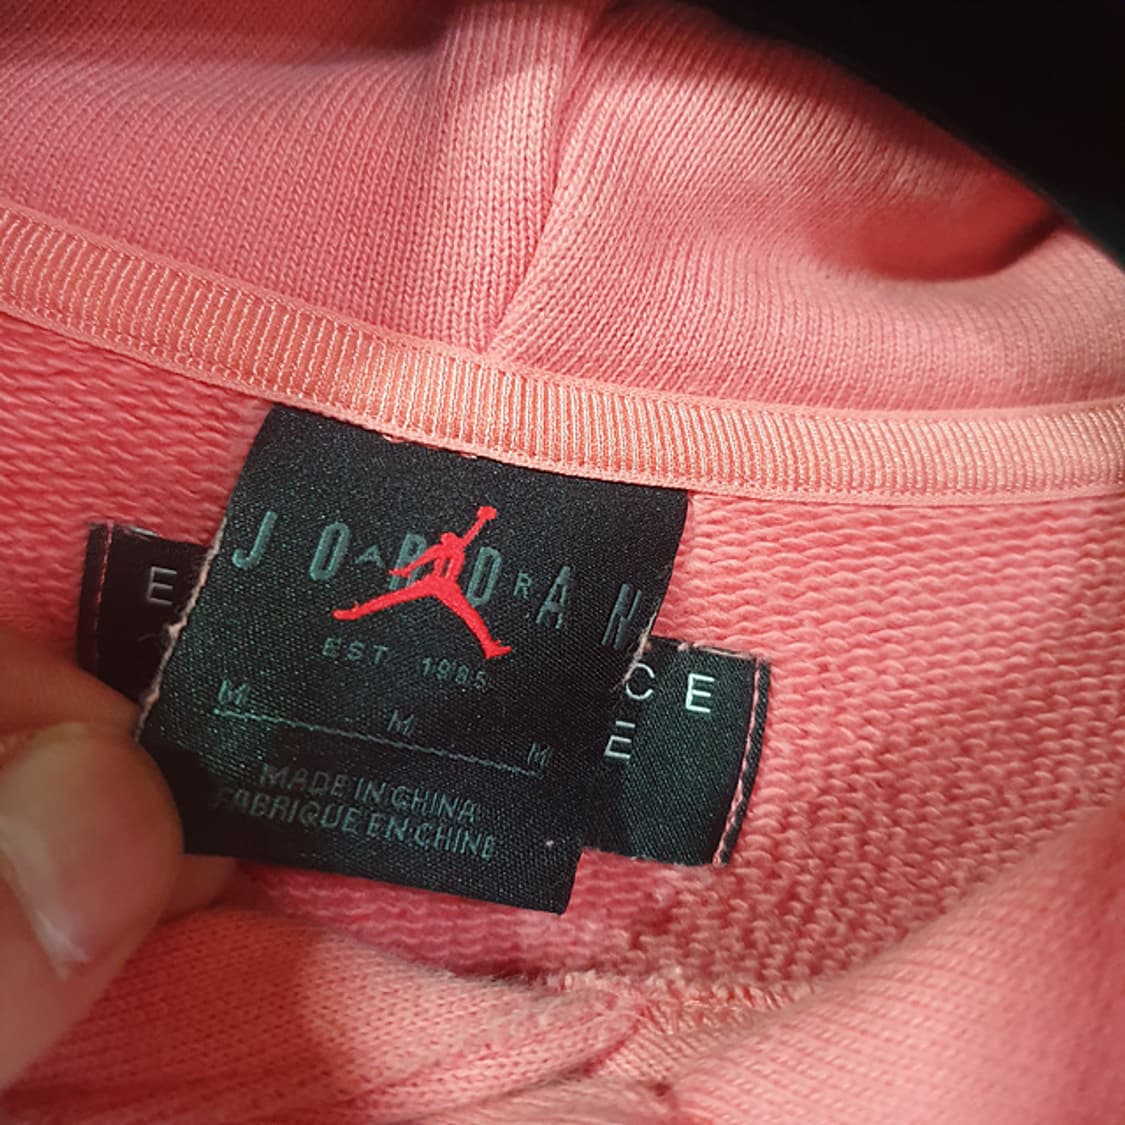 JORDAN
EST. 1985
M M M
MADE IN CHINA
FABRIQUE EN CHINE
E
CE
E